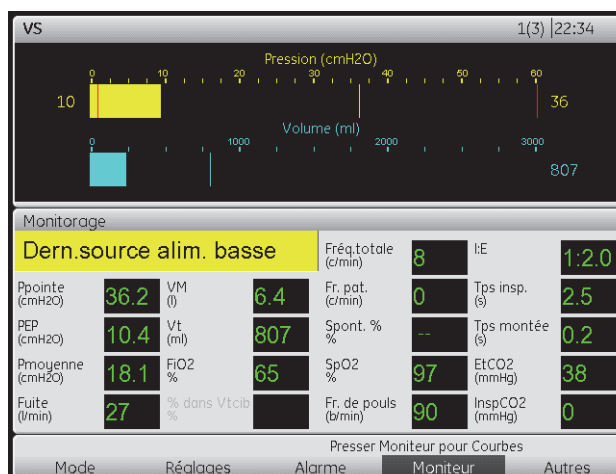 VS 1(3) |22:34
Pression (cmH2O)
0 10 20 30 40 50 60
10 36
Volume (ml)
0 1000 2000 3000
807
Monitorage
Dern.source alim. basse
Fréq.totale (c/min) 8 I:E 1:2.0
Ppointe (cmH2O) 36.2 VM (l) 6.4 Fr. pat. (c/min) 0 Tps insp. (s) 2.5
PEP (cmH2O) 10.4 Vt (ml) 807 Spont. % % -- Tps montée (s) 0.2
Pmoyenne (cmH2O) 18.1 FiO2 % 65 SpO2 % 97 EtCO2 (mmHg) 38
Fuite (l/min) 27 % dans Vtcib % Fr. de pouls (b/min) 90 InspCO2 (mmHg) 0
Presser Moniteur pour Courbes
Mode Réglages Alarme Moniteur Autres